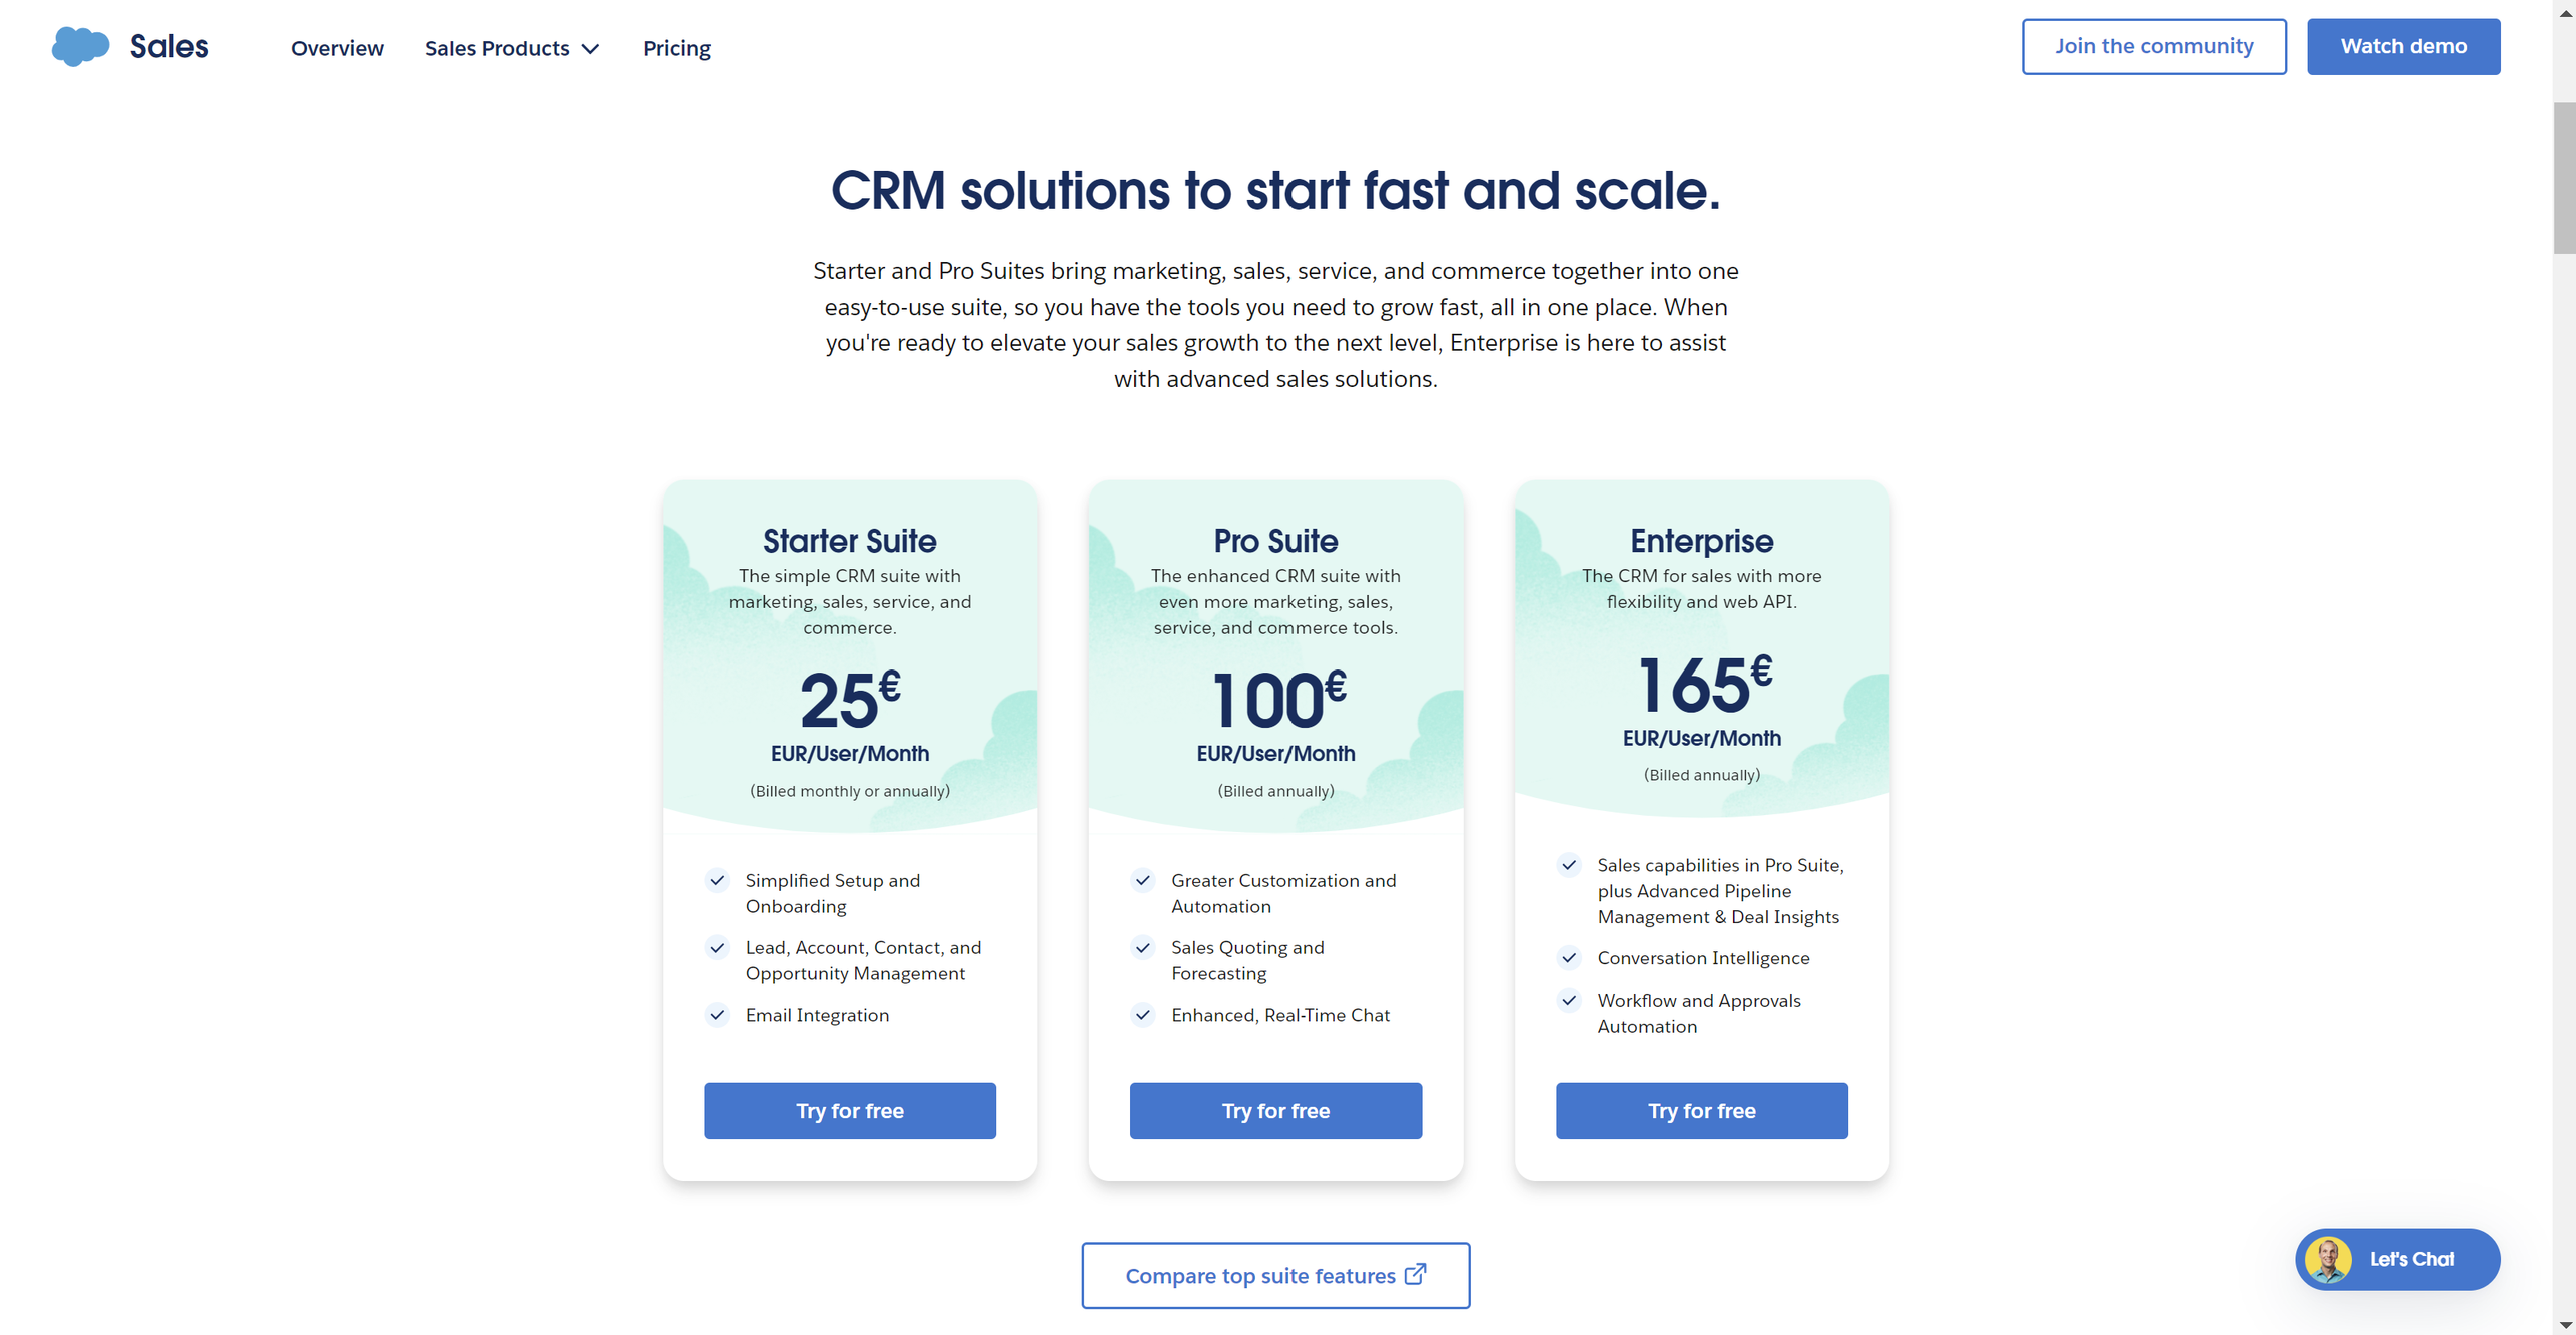 Sales
Overview
Sales Products
Pricing
Join the community
Watch demo
CRM solutions to start fast and scale.
Starter and Pro Suites bring marketing, sales, service, and commerce together into one
easy-to-use suite, so you have the tools you need to grow fast, all in one place. When
you're ready to elevate your sales growth to the next level, Enterprise is here to assist
with advanced sales solutions.
Starter Suite
The simple CRM suite with
marketing, sales, service, and
commerce.
25€
EUR/User/Month
(Billed monthly or annually)
Simplified Setup and
Onboarding
Lead, Account, Contact, and
Opportunity Management
Email Integration
Try for free
Pro Suite
The enhanced CRM suite with
even more marketing, sales,
service, and commerce tools.
100€
EUR/User/Month
(Billed annually)
Greater Customization and
Automation
Sales Quoting and
Forecasting
Enhanced, Real-Time Chat
Try for free
Enterprise
The CRM for sales with more
flexibility and web API.
165€
EUR/User/Month
(Billed annually)
Sales capabilities in Pro Suite,
plus Advanced Pipeline
Management & Deal Insights
Conversation Intelligence
Workflow and Approvals
Automation
Try for free
Compare top suite features
Let's Chat